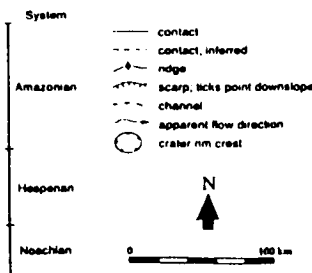 System
contact
contact, inferred
ridge
Amazonian
scarp; ticks point downslope
channel
apparent flow direction
crater rim crest
Hesperian
N
Noachian
0 100 km